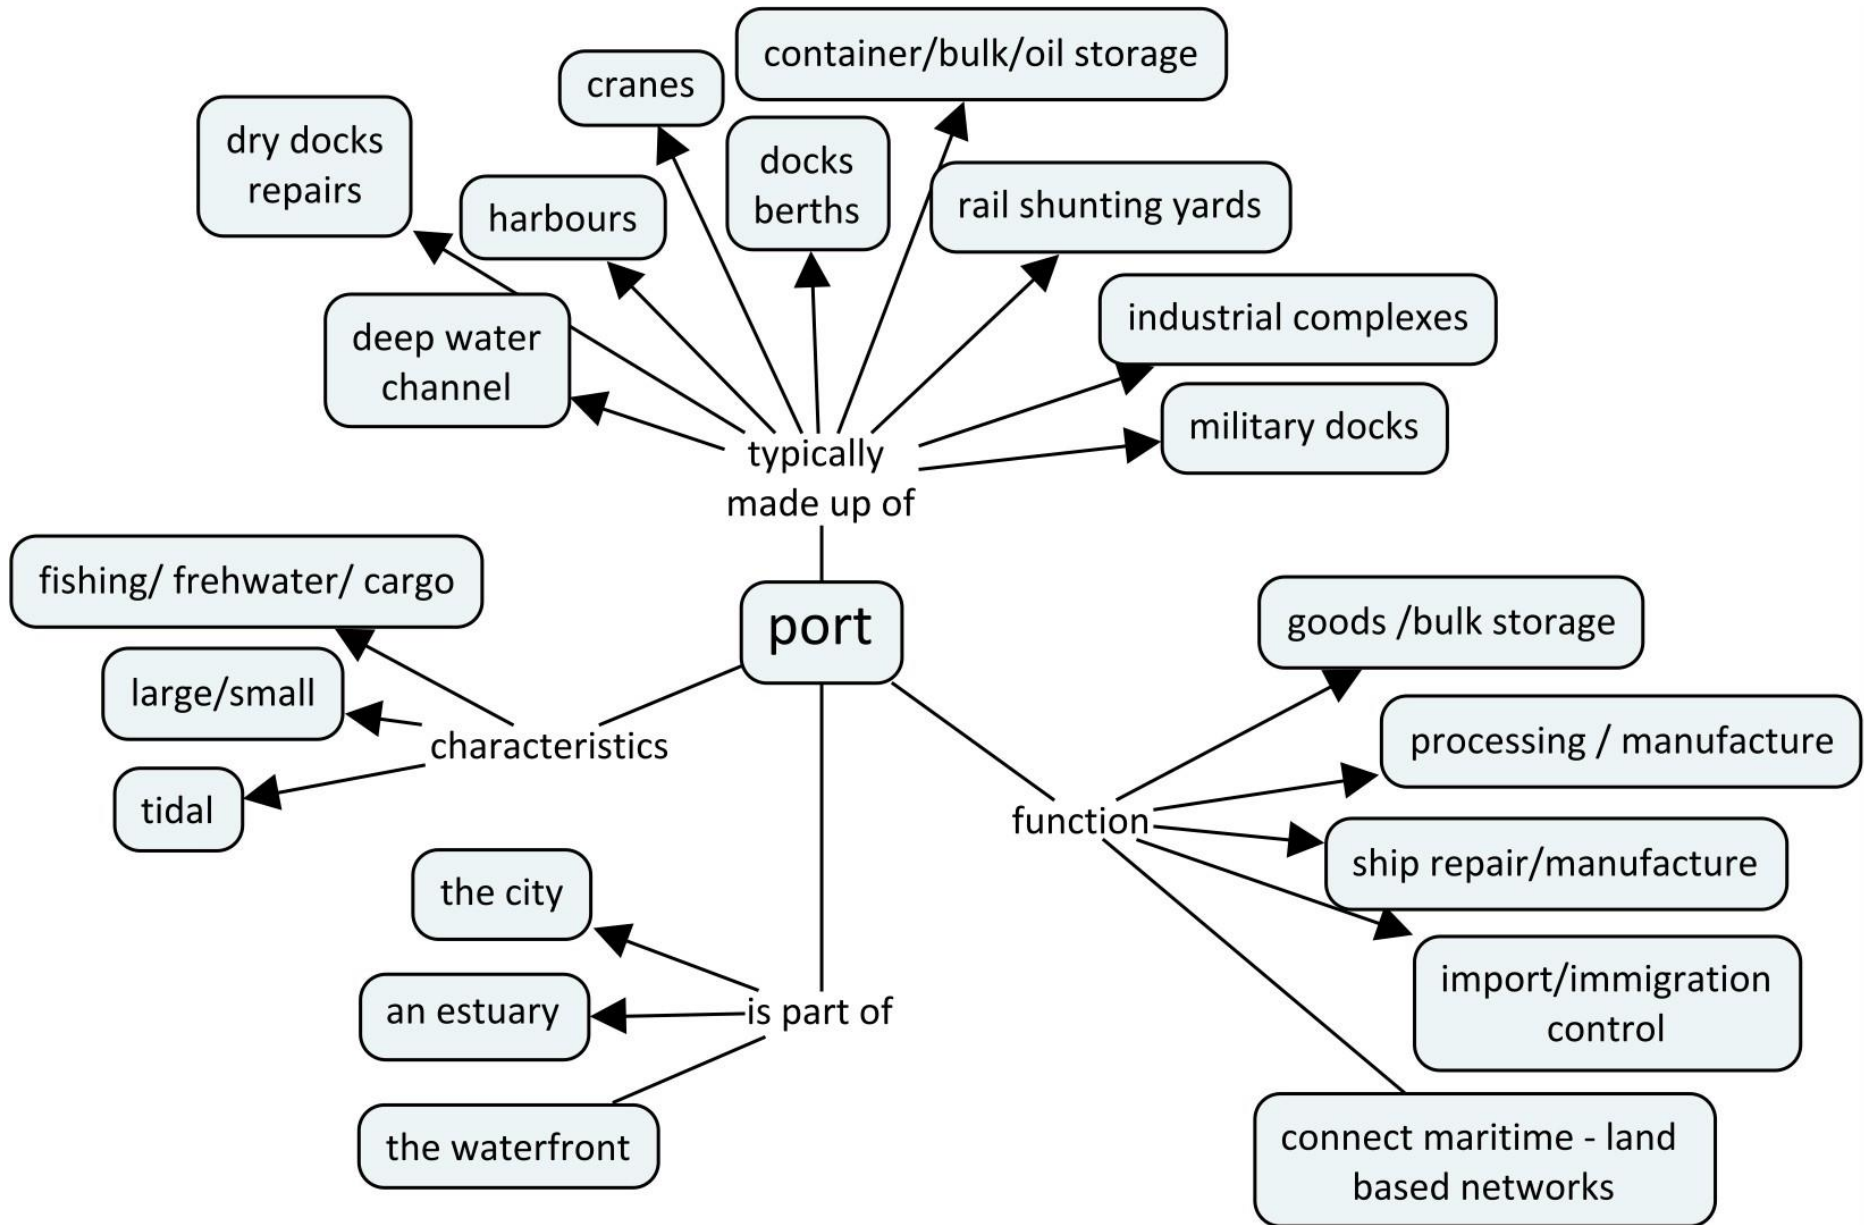 container/bulk/oil storage
cranes
dry docks
repairs
docks
berths
harbours
rail shunting yards
deep water
channel
industrial complexes
military docks
typically
made up of
fishing/ frehwater/ cargo
port
goods /bulk storage
large/small
characteristics
processing / manufacture
tidal
function
ship repair/manufacture
the city
import/immigration
control
an estuary
is part of
the waterfront
connect maritime - land
based networks